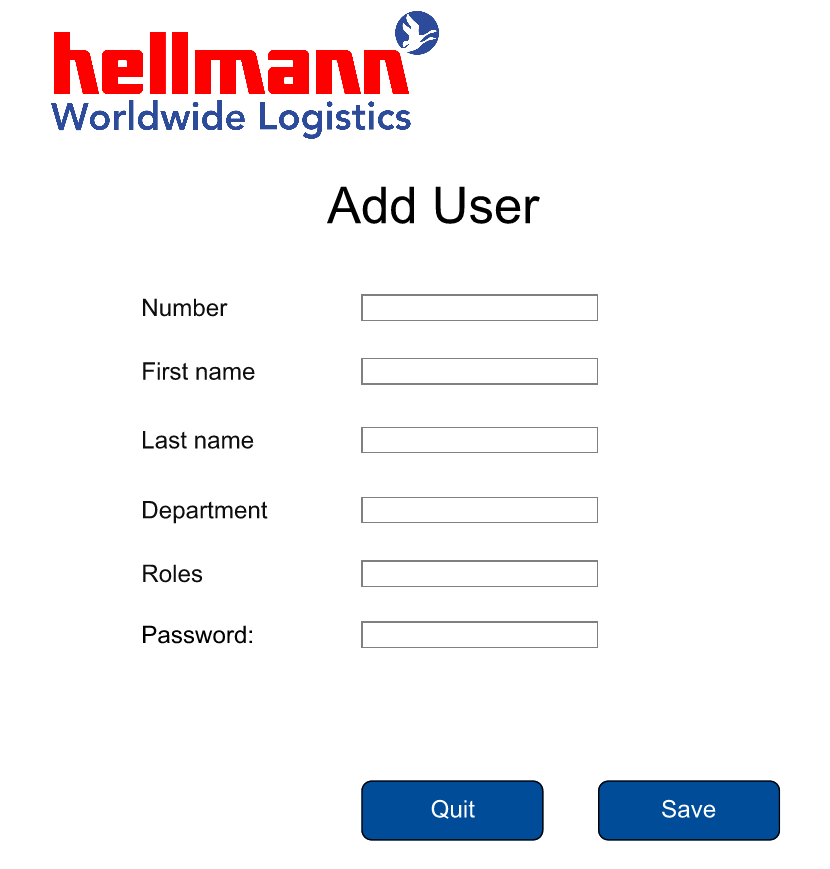 hellmann
Worldwide Logistics
Add User
Number
First name
Last name
Department
Roles
Password:
Quit Save